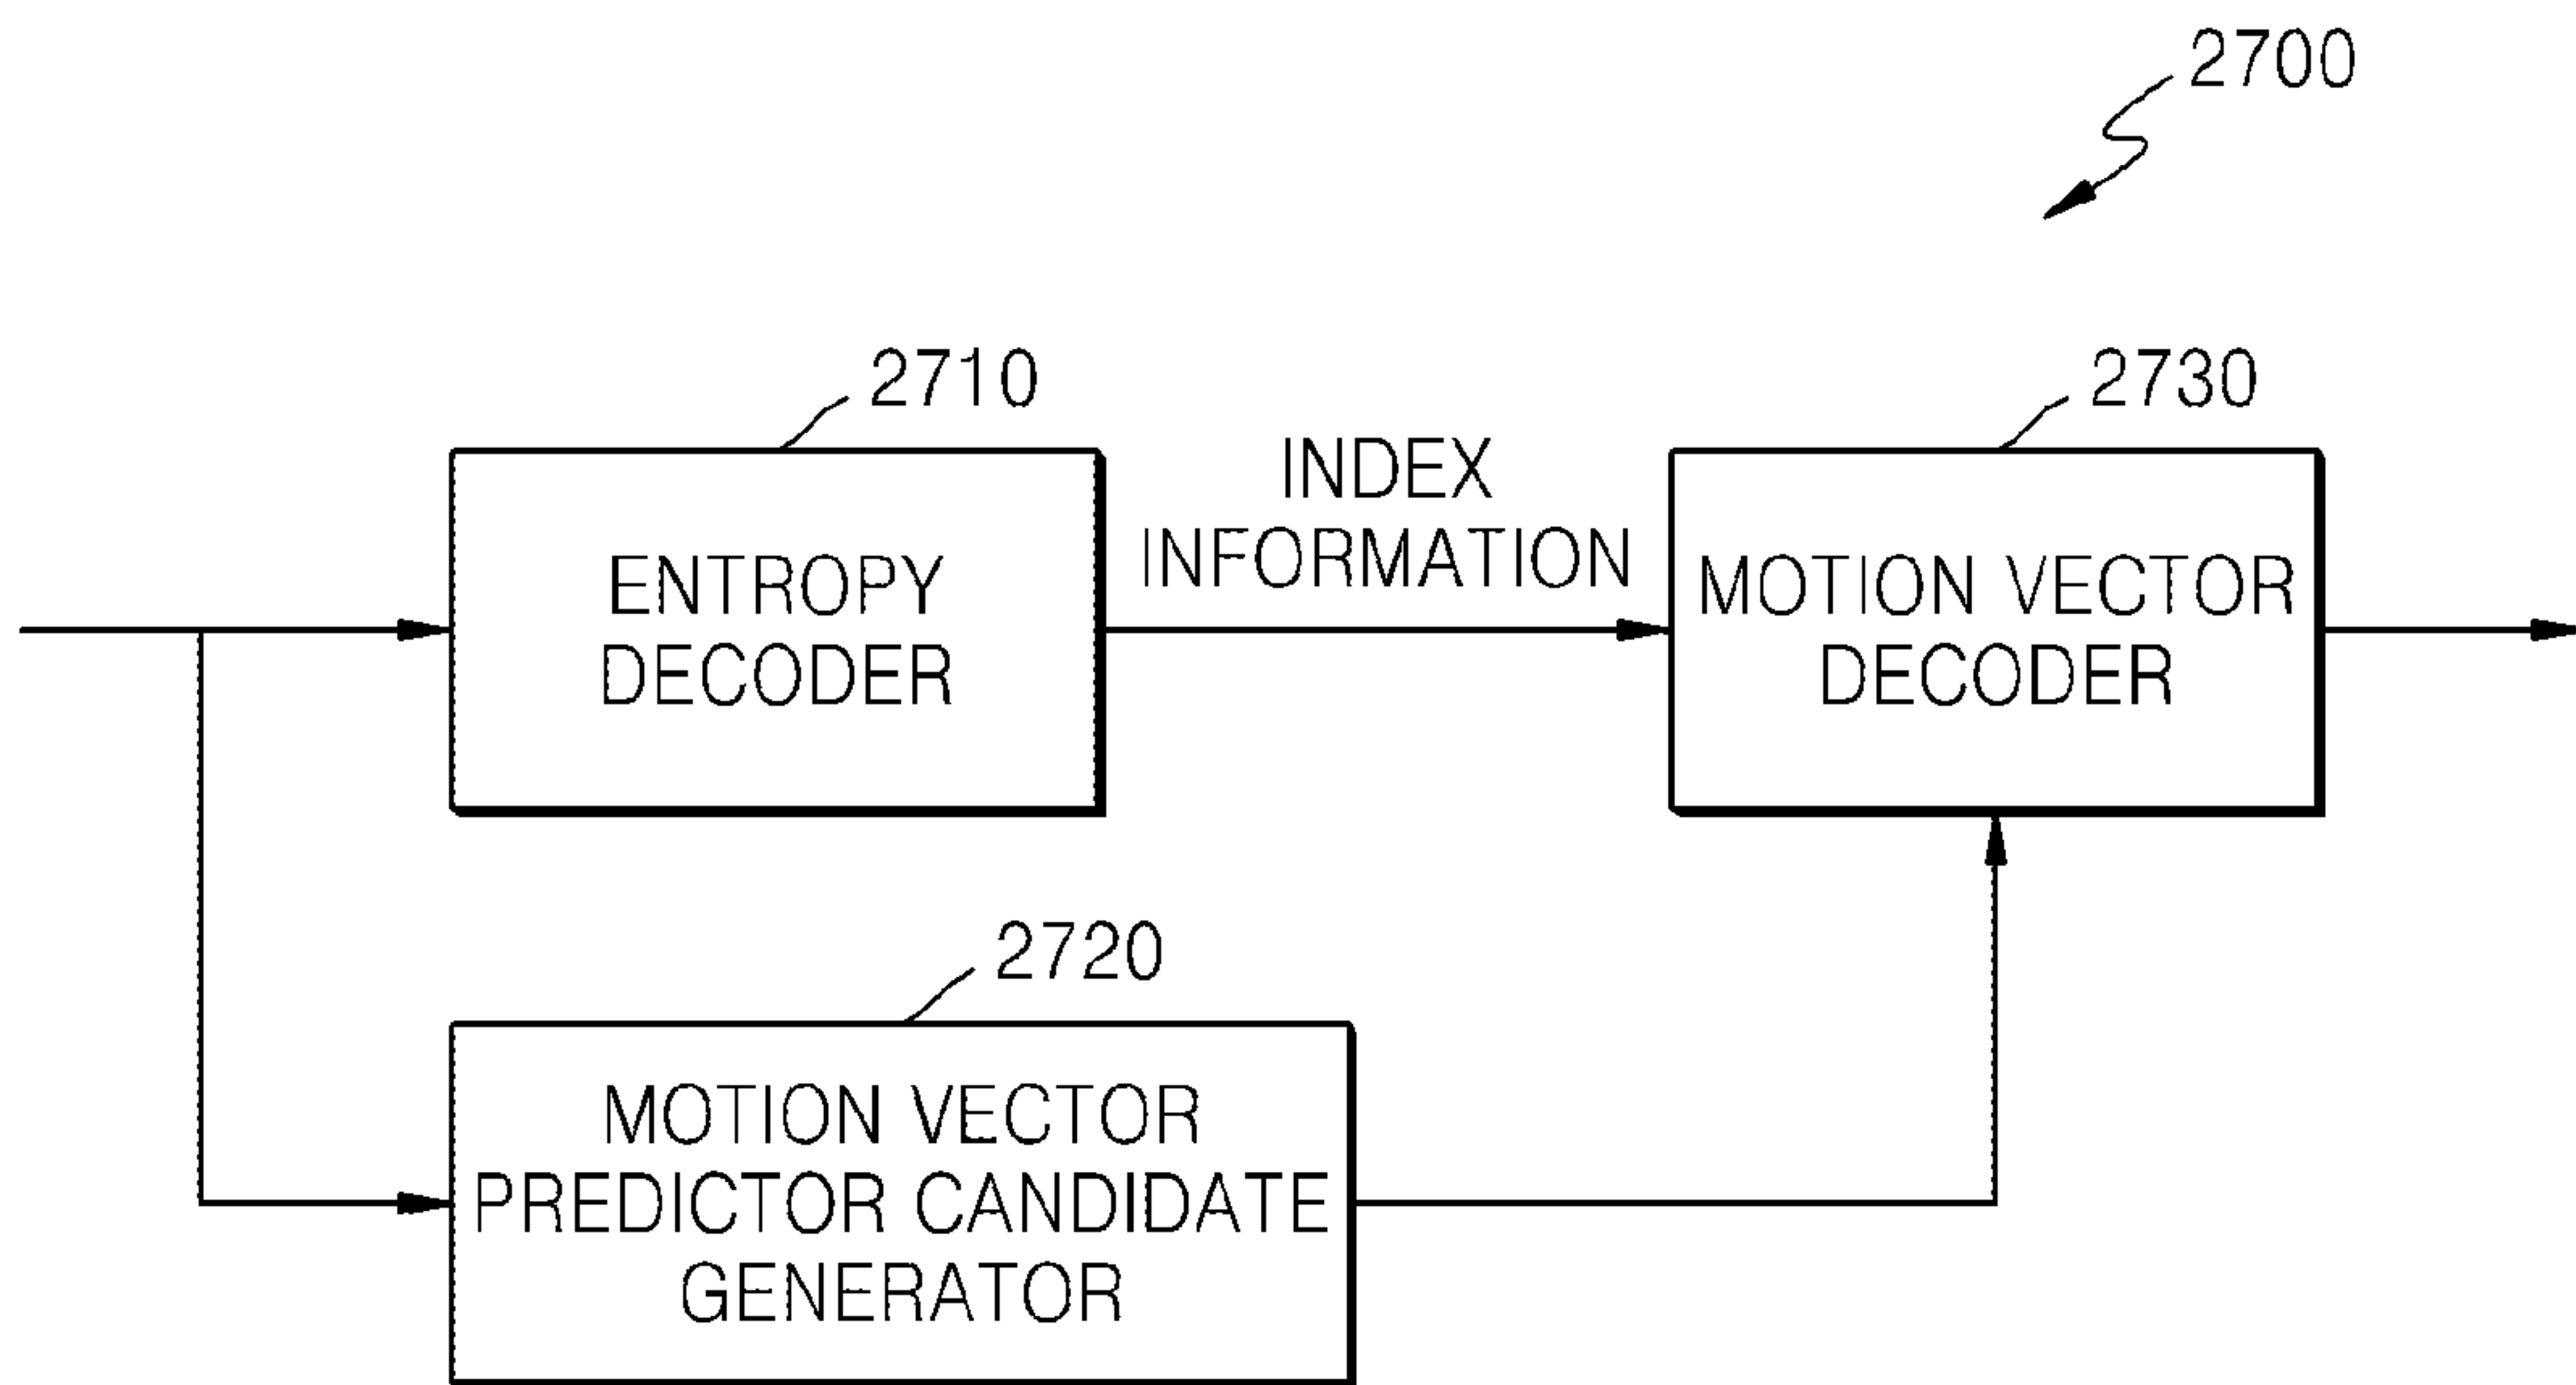 2700
2710
2730
INDEX
INFORMATION
ENTROPY
DECODER
MOTION VECTOR
DECODER
2720
MOTION VECTOR
PREDICTOR CANDIDATE
GENERATOR